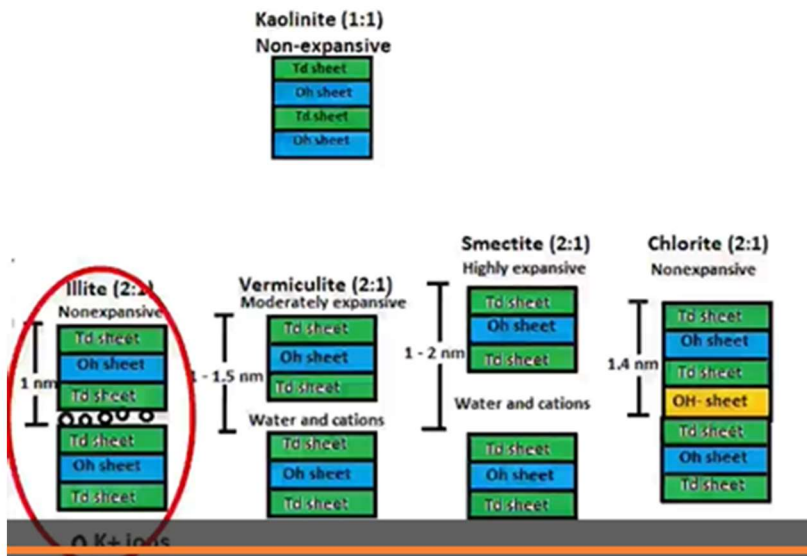 Kaolinite (1:1)
Non-expansive
Td sheet
Oh sheet
Td sheet
Oh sheet
Illite (2:1)
Nonexpansive
1 nm
Td sheet
Oh sheet
Td sheet
Td sheet
Oh sheet
Td sheet
K+ ions
Vermiculite (2:1)
Moderately expansive
1 - 1.5 nm
Td sheet
Oh sheet
Td sheet
Water and cations
Td sheet
Oh sheet
Td sheet
Smectite (2:1)
Highly expansive
1 - 2 nm
Td sheet
Oh sheet
Td sheet
Water and cations
Td sheet
Oh sheet
Td sheet
Chlorite (2:1)
Nonexpansive
1.4 nm
Td sheet
Oh sheet
Td sheet
OH- sheet
Td sheet
Oh sheet
Td sheet